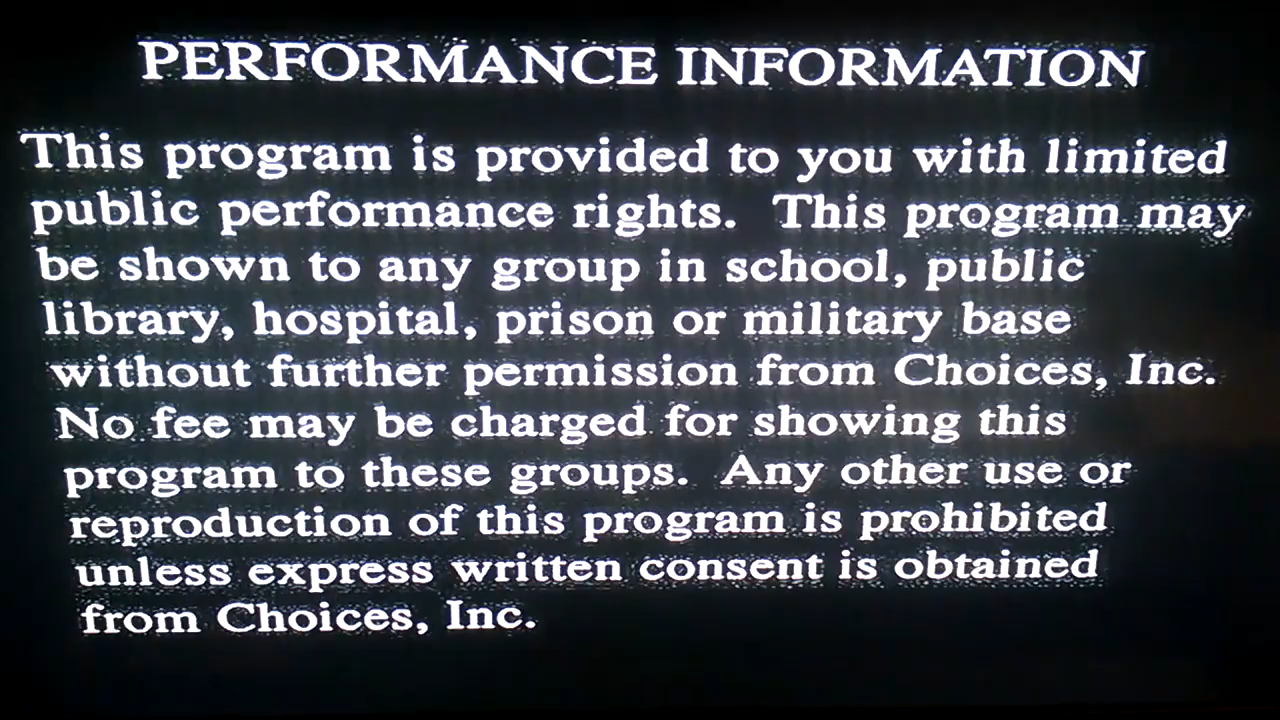 PERFORMANCE INFORMATION
This program is provided to you with limited
public performance rights.  This program may
be shown to any group in school, public
library, hospital, prison or military base
without further permission from Choices, Inc.
No fee may be charged for showing this
program to these groups.  Any other use or
reproduction of this program is prohibited
unless express written consent is obtained
from Choices, Inc.